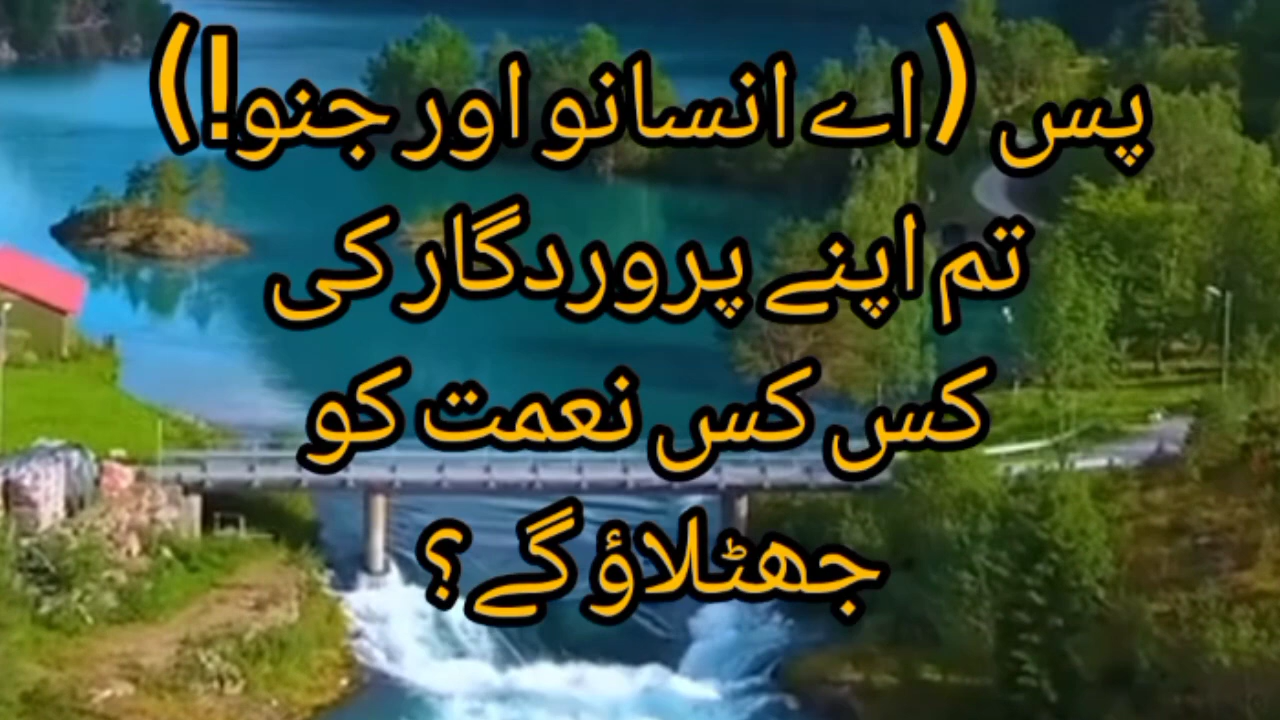 پس (اے انسانو اور جنو!)
تم اپنے پروردگار کی
کس کس نعمت کو
جھٹلاؤ گے؟